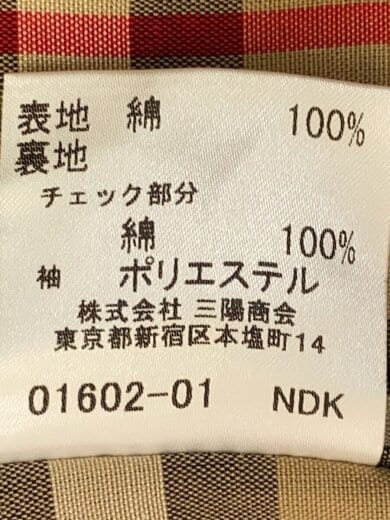 表地 綿 100%
裏地
チェック部分
綿 100%
袖 ポリエステル
株式会社 三陽商会
東京都新宿区本塩町14
01602-01 NDK